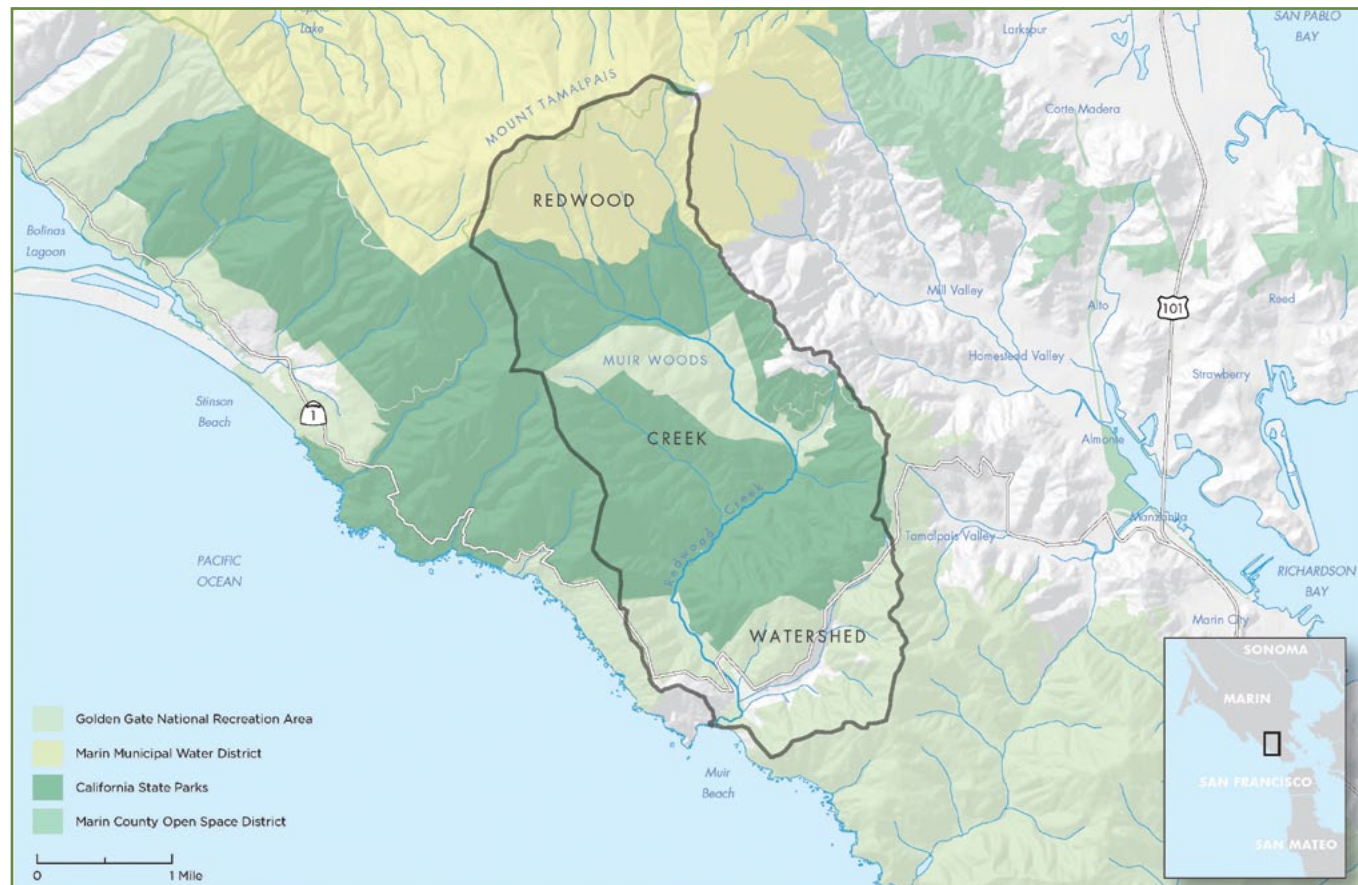 Lake
Larkspur
SAN PABLO
BAY
MOUNT TAMALPAIS
Corte Madera
REDWOOD
Bolinas
Lagoon
Mill Valley
Alto
101
Reed
Homestead Valley
Strawberry
MUIR WOODS
Stinson
Beach
1
CREEK
Almonte
Redwood Creek
Manzanita
Tamalpais Valley
PACIFIC
OCEAN
RICHARDSON
BAY
Marin City
WATERSHED
SONOMA
MARIN
SAN FRANCISCO
SAN MATEO
Muir
Beach
Golden Gate National Recreation Area
Marin Municipal Water District
California State Parks
Marin County Open Space District
0
1 Mile